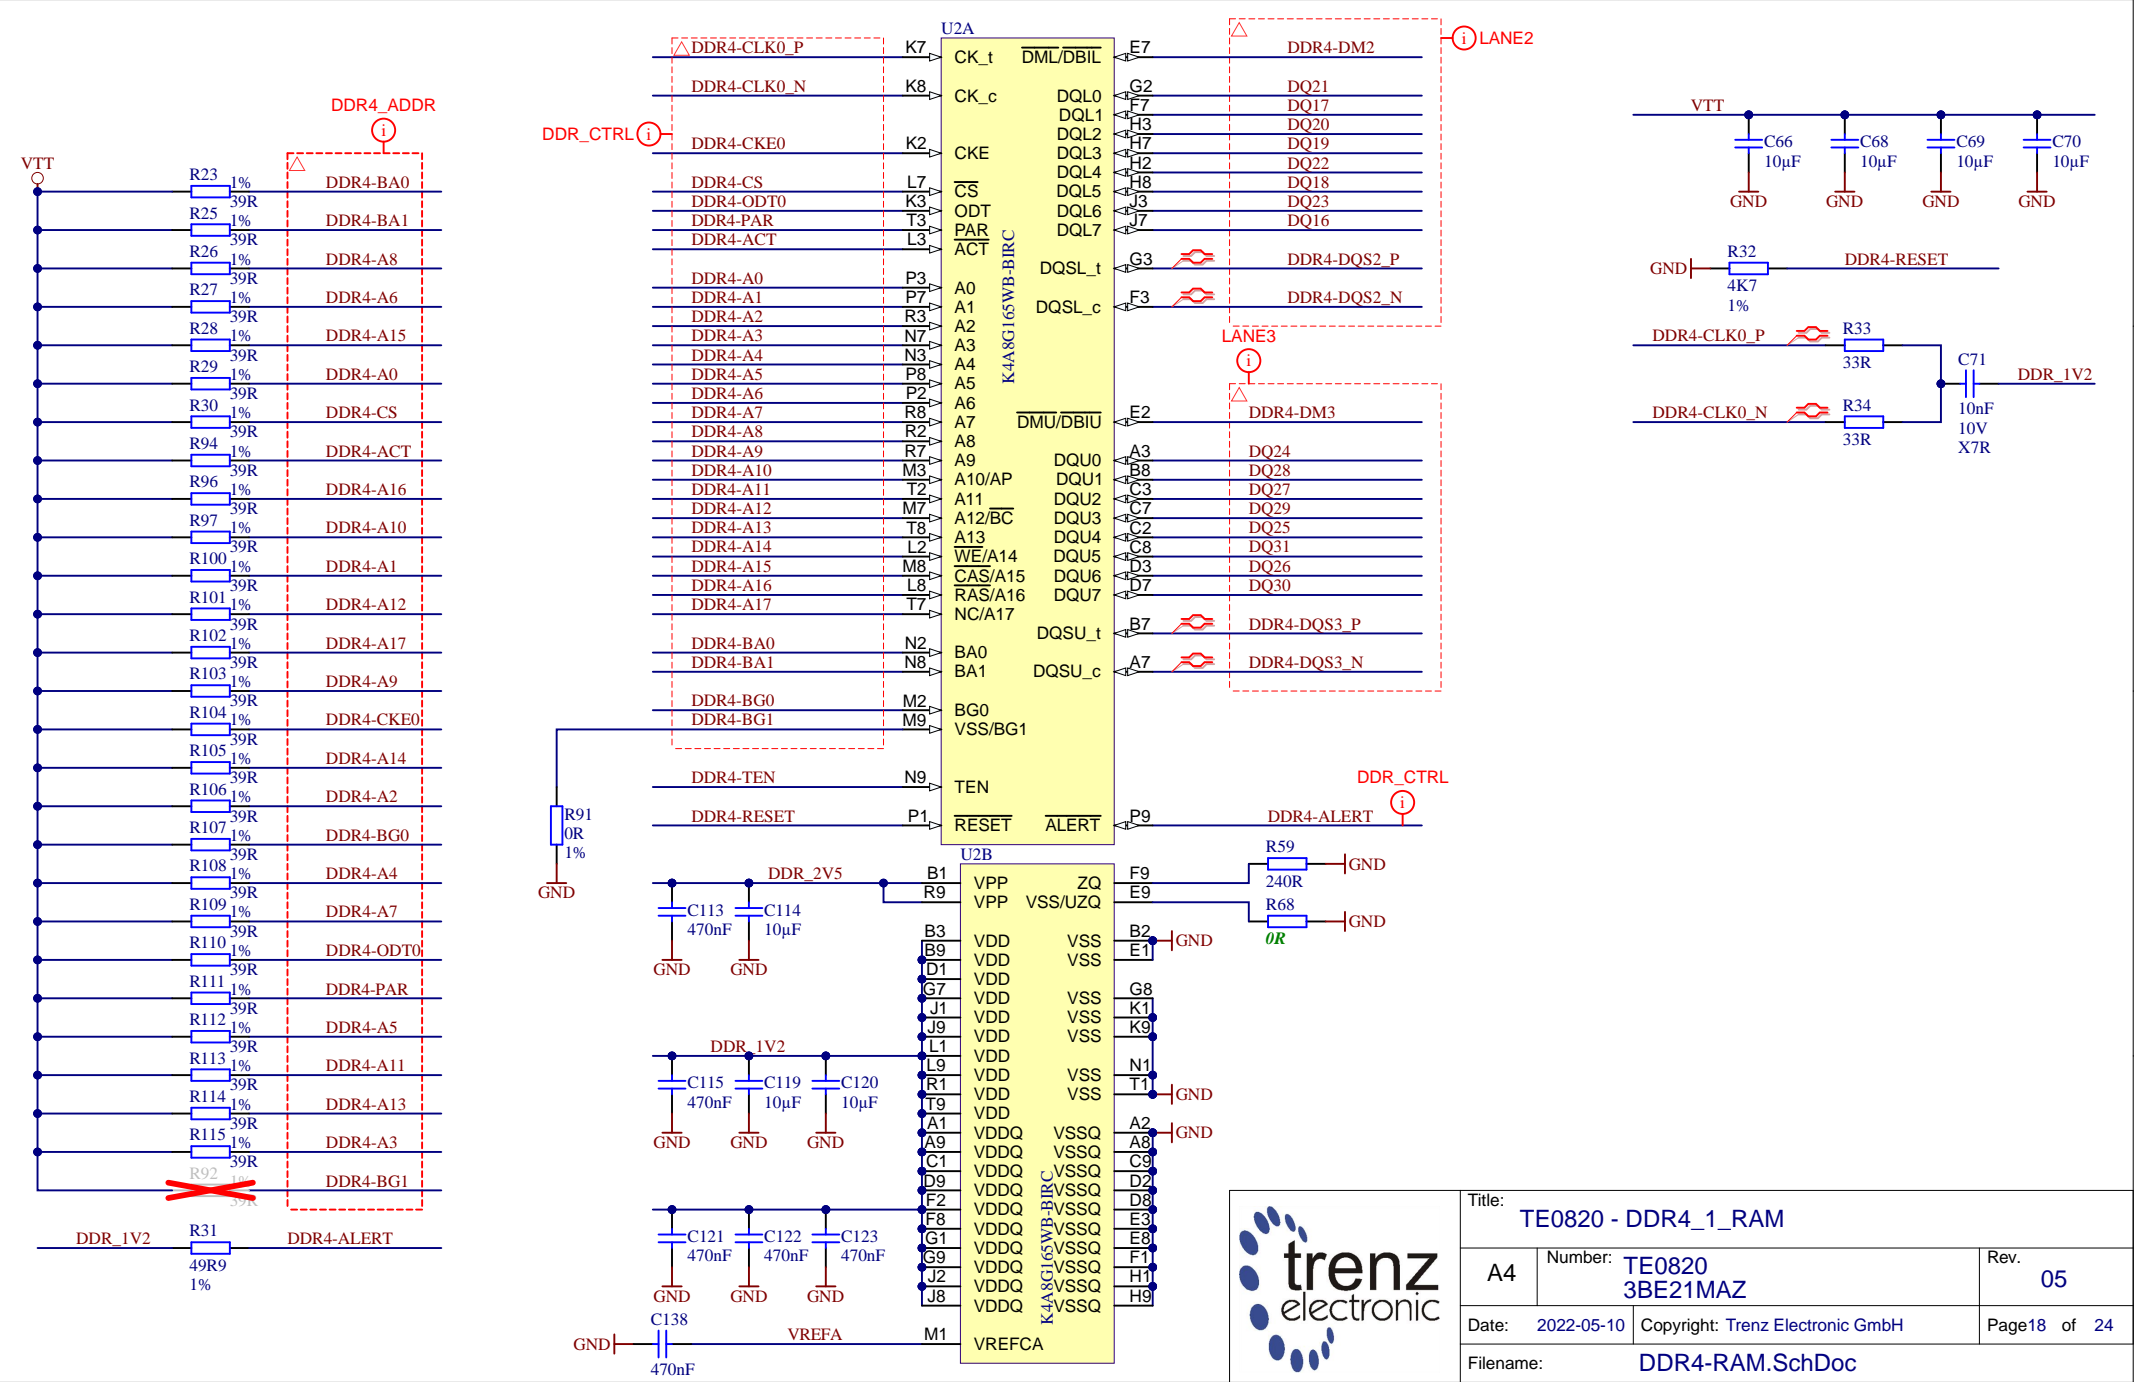 DDR4_ADDR
i
VTT
R23 1% 39R DDR4-BA0
R25 1% 39R DDR4-BA1
R26 1% 39R DDR4-A8
R27 1% 39R DDR4-A6
R28 1% 39R DDR4-A15
R29 1% 39R DDR4-A0
R30 1% 39R DDR4-CS
R94 1% 39R DDR4-ACT
R96 1% 39R DDR4-A16
R97 1% 39R DDR4-A10
R100 1% 39R DDR4-A1
R101 1% 39R DDR4-A12
R102 1% 39R DDR4-A17
R103 1% 39R DDR4-A9
R104 1% 39R DDR4-CKE0
R105 1% 39R DDR4-A14
R106 1% 39R DDR4-A2
R107 1% 39R DDR4-BG0
R108 1% 39R DDR4-A4
R109 1% 39R DDR4-A7
R110 1% 39R DDR4-ODT0
R111 1% 39R DDR4-PAR
R112 1% 39R DDR4-A5
R113 1% 39R DDR4-A11
R114 1% 39R DDR4-A13
R115 1% 39R DDR4-A3
R92 1% 39R DDR4-BG1
DDR_1V2 R31 DDR4-ALERT
49R9
1%
U2A
DDR_CTRL i
DDR4-CLK0_P K7 CK_t
DDR4-CLK0_N K8 CK_c
DDR4-CKE0 K2 CKE
DDR4-CS L7 CS
DDR4-ODT0 K3 ODT
DDR4-PAR T3 PAR
DDR4-ACT L3 ACT
DDR4-A0 P3 A0
DDR4-A1 P7 A1
DDR4-A2 R3 A2
DDR4-A3 N7 A3
DDR4-A4 N3 A4
DDR4-A5 P8 A5
DDR4-A6 P2 A6
DDR4-A7 R8 A7
DDR4-A8 R2 A8
DDR4-A9 R7 A9
DDR4-A10 M3 A10/AP
DDR4-A11 T2 A11
DDR4-A12 M7 A12/BC
DDR4-A13 T8 A13
DDR4-A14 L2 WE/A14
DDR4-A15 M8 CAS/A15
DDR4-A16 L8 RAS/A16
DDR4-A17 T7 NC/A17
DDR4-BA0 N2 BA0
DDR4-BA1 N8 BA1
DDR4-BG0 M2 BG0
DDR4-BG1 M9 VSS/BG1
DDR4-TEN N9 TEN
DDR4-RESET P1 RESET
R91
0R
1%
GND
K4A8G165WB-BIRC
i LANE2
DML/DBIL E7 DDR4-DM2
DQL0 G2 DQ21
DQL1 F7 DQ17
DQL2 H3 DQ20
DQL3 H7 DQ19
DQL4 H2 DQ22
DQL5 H8 DQ18
DQL6 J3 DQ23
DQL7 J7 DQ16
DQSL_t G3 DDR4-DQS2_P
DQSL_c F3 DDR4-DQS2_N
LANE3
i
DMU/DBIU E2 DDR4-DM3
DQU0 A3 DQ24
DQU1 B8 DQ28
DQU2 C3 DQ27
DQU3 C7 DQ29
DQU4 C2 DQ25
DQU5 C8 DQ31
DQU6 D3 DQ26
DQU7 D7 DQ30
DQSU_t B7 DDR4-DQS3_P
DQSU_c A7 DDR4-DQS3_N
DDR_CTRL
i
ALERT P9 DDR4-ALERT
U2B
DDR_2V5 B1 VPP
R9 VPP
C113 470nF GND
C114 10µF GND
B3 VDD
B9 VDD
D1 VDD
G7 VDD
J1 VDD
J9 VDD
DDR_1V2 L1 VDD
L9 VDD
R1 VDD
T9 VDD
C115 470nF GND
C119 10µF GND
C120 10µF GND
A1 VDDQ
A9 VDDQ
C1 VDDQ
D9 VDDQ
F2 VDDQ
F8 VDDQ
G1 VDDQ
G9 VDDQ
J2 VDDQ
J8 VDDQ
C121 470nF GND
C122 470nF GND
C123 470nF GND
GND C138 470nF VREFA M1 VREFCA
K4A8G165WB-BIRC
ZQ F9 R59 240R GND
VSS/UZQ E9 R68 0R GND
VSS B2 GND
VSS E1
VSS G8
VSS K1
VSS K9
VSS N1
VSS T1 GND
VSSQ A2 GND
VSSQ A8
VSSQ C9
VSSQ D2
VSSQ D8
VSSQ E3
VSSQ E8
VSSQ F1
VSSQ H1
VSSQ H9
VTT
C66 10µF GND
C68 10µF GND
C69 10µF GND
C70 10µF GND
GND R32 DDR4-RESET
4K7
1%
DDR4-CLK0_P R33
33R
C71 DDR_1V2
10nF
10V
X7R
DDR4-CLK0_N R34
33R
trenz
electronic
Title:
TE0820 - DDR4_1_RAM
A4
Number: TE0820
3BE21MAZ
Rev.
05
Date: 2022-05-10
Copyright: Trenz Electronic GmbH
Page18 of 24
Filename: DDR4-RAM.SchDoc